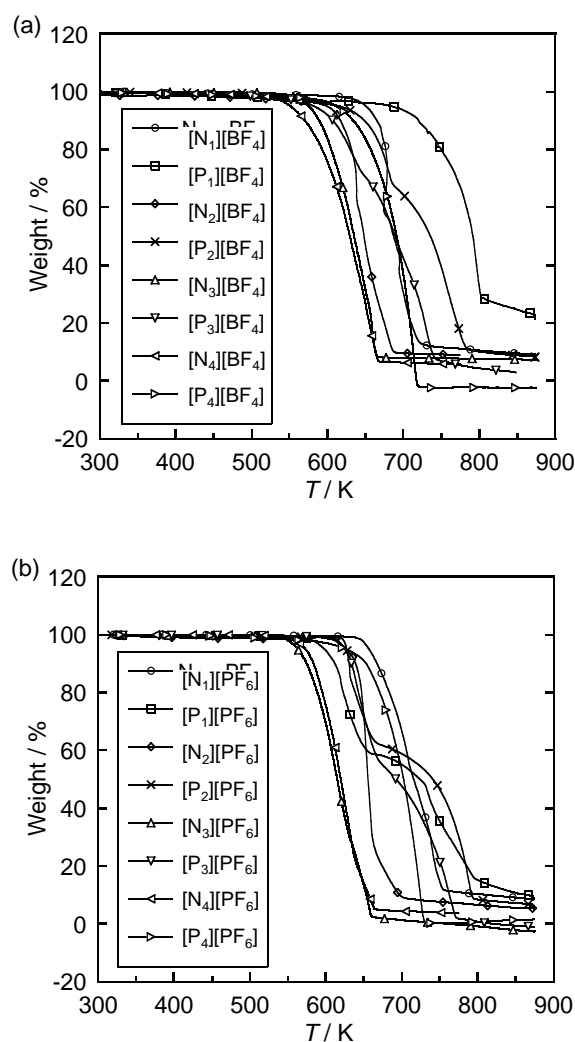 (a)
120
100
80
60
40
20
0
-20
Weight / %
[N₁][BF₄]
[P₁][BF₄]
[N₂][BF₄]
[P₂][BF₄]
[N₃][BF₄]
[P₃][BF₄]
[N₄][BF₄]
[P₄][BF₄]
300 400 500 600 700 800 900
T / K
(b)
120
100
80
60
40
20
0
-20
Weight / %
[N₁][PF₆]
[P₁][PF₆]
[N₂][PF₆]
[P₂][PF₆]
[N₃][PF₆]
[P₃][PF₆]
[N₄][PF₆]
[P₄][PF₆]
300 400 500 600 700 800 900
T / K